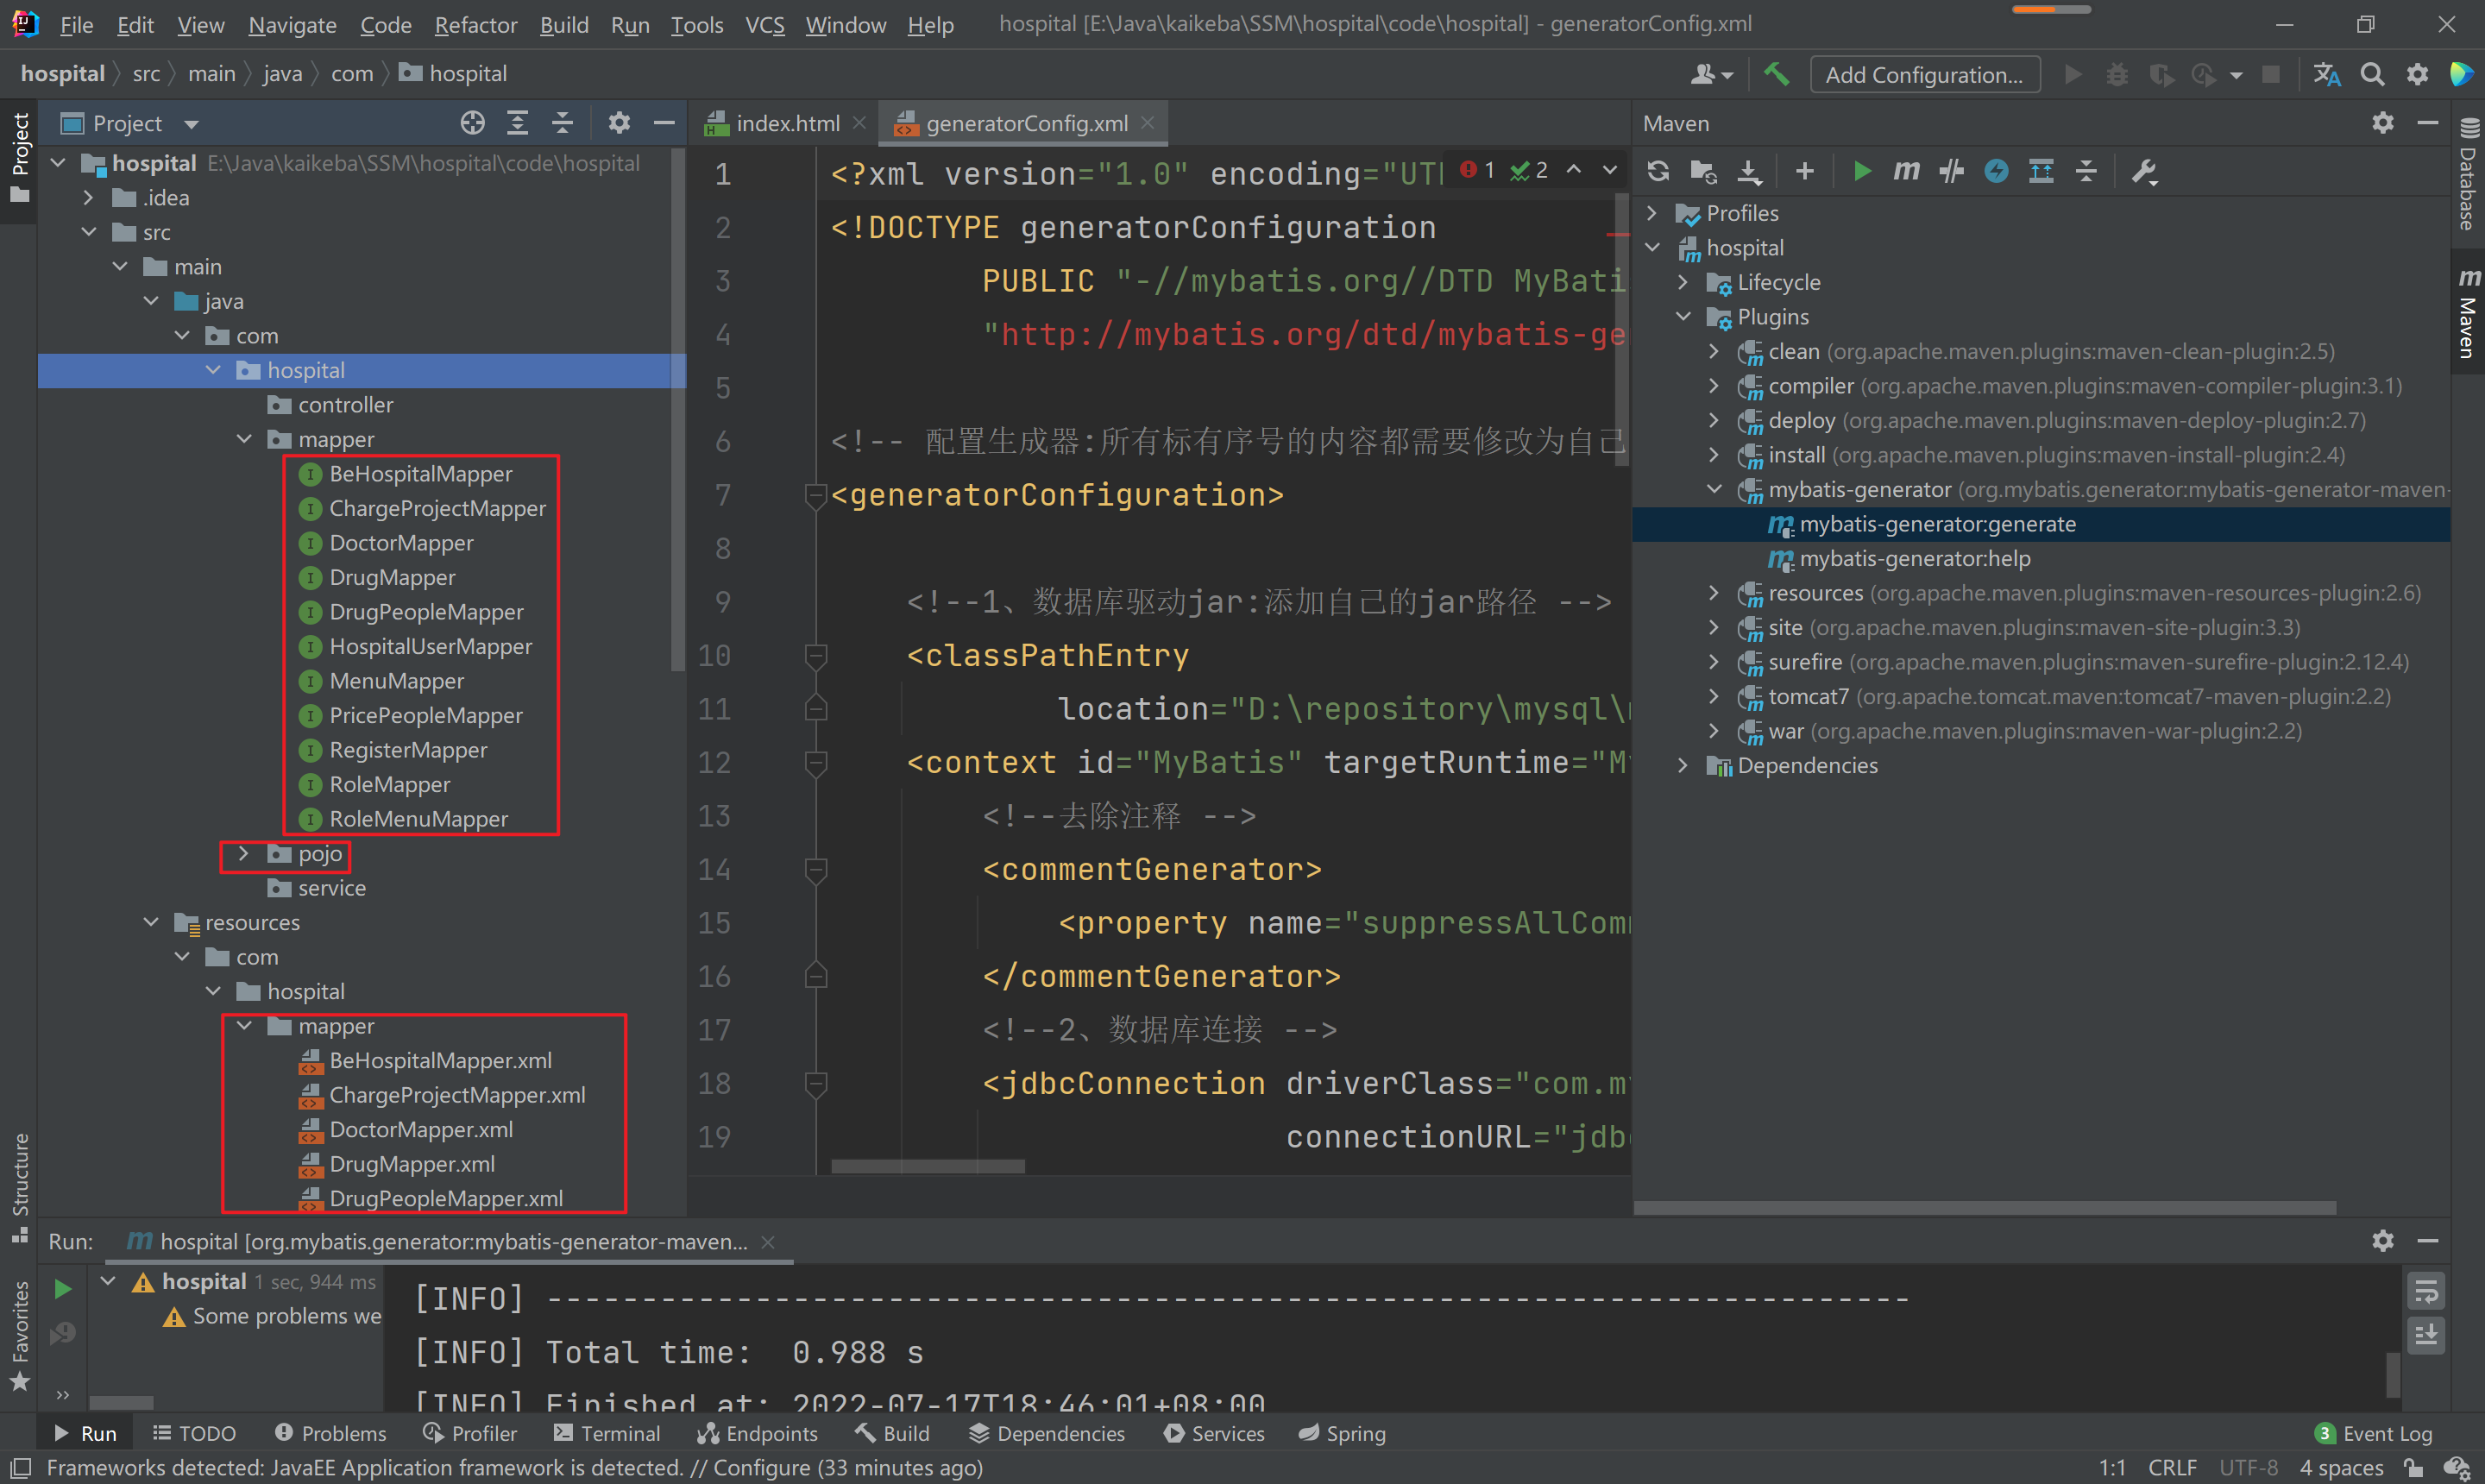 File Edit View Navigate Code Refactor Build Run Tools VCS Window Help hospital [E:\Java\kaikeba\SSM\hospital\code\hospital] - generatorConfig.xml
hospital src main java com hospital
Add Configuration...
Project
Project
hospital E:\Java\kaikeba\SSM\hospital\code\hospital
.idea
src
main
java
com
hospital
controller
mapper
BeHospitalMapper
ChargeProjectMapper
DoctorMapper
DrugMapper
DrugPeopleMapper
HospitalUserMapper
MenuMapper
PricePeopleMapper
RegisterMapper
RoleMapper
RoleMenuMapper
pojo
service
resources
com
hospital
mapper
BeHospitalMapper.xml
ChargeProjectMapper.xml
DoctorMapper.xml
DrugMapper.xml
DrugPeopleMapper.xml
Structure
Favorites
index.html generatorConfig.xml
1 2
1 <?xml version="1.0" encoding="UTF
2 <!DOCTYPE generatorConfiguration
3 PUBLIC "-//mybatis.org//DTD MyBati
4 "http://mybatis.org/dtd/mybatis-ge
5
6 <!-- 配置生成器:所有标有序号的内容都需要修改为自己
7 <generatorConfiguration>
8
9 <!--1、数据库驱动jar:添加自己的jar路径 -->
10 <classPathEntry
11 location="D:\repository\mysql\m
12 <context id="MyBatis" targetRuntime="My
13 <!--去除注释 -->
14 <commentGenerator>
15 <property name="suppressAllCom
16 </commentGenerator>
17 <!--2、数据库连接 -->
18 <jdbcConnection driverClass="com.my
19 connectionURL="jdb
Maven
Profiles
hospital
Lifecycle
Plugins
clean (org.apache.maven.plugins:maven-clean-plugin:2.5)
compiler (org.apache.maven.plugins:maven-compiler-plugin:3.1)
deploy (org.apache.maven.plugins:maven-deploy-plugin:2.7)
install (org.apache.maven.plugins:maven-install-plugin:2.4)
mybatis-generator (org.mybatis.generator:mybatis-generator-maven-
mybatis-generator:generate
mybatis-generator:help
resources (org.apache.maven.plugins:maven-resources-plugin:2.6)
site (org.apache.maven.plugins:maven-site-plugin:3.3)
surefire (org.apache.maven.plugins:maven-surefire-plugin:2.12.4)
tomcat7 (org.apache.tomcat.maven:tomcat7-maven-plugin:2.2)
war (org.apache.maven.plugins:maven-war-plugin:2.2)
Dependencies
Database
Maven
Run: hospital [org.mybatis.generator:mybatis-generator-maven...
hospital 1 sec, 944 ms
Some problems we
[INFO] ------------------------------------------------------------------------
[INFO] Total time:  0.988 s
[INFO] Finished at: 2022-07-17T18:46:01+08:00
Run TODO Problems Profiler Terminal Endpoints Build Dependencies Services Spring 3 Event Log
Frameworks detected: JavaEE Application framework is detected. // Configure (33 minutes ago) 1:1 CRLF UTF-8 4 spaces